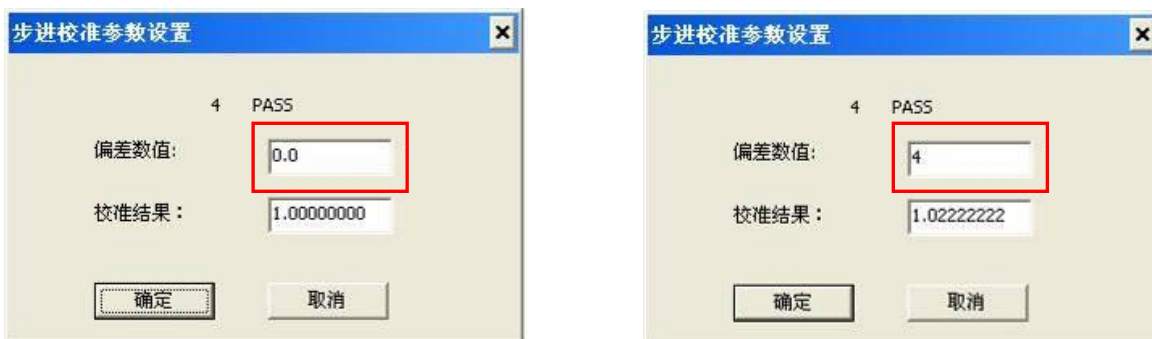 步进校准参数设置
4 PASS
偏差数值:
0.0
校准结果：
1.00000000
确定 取消
步进校准参数设置
4 PASS
偏差数值:
4
校准结果：
1.02222222
确定 取消